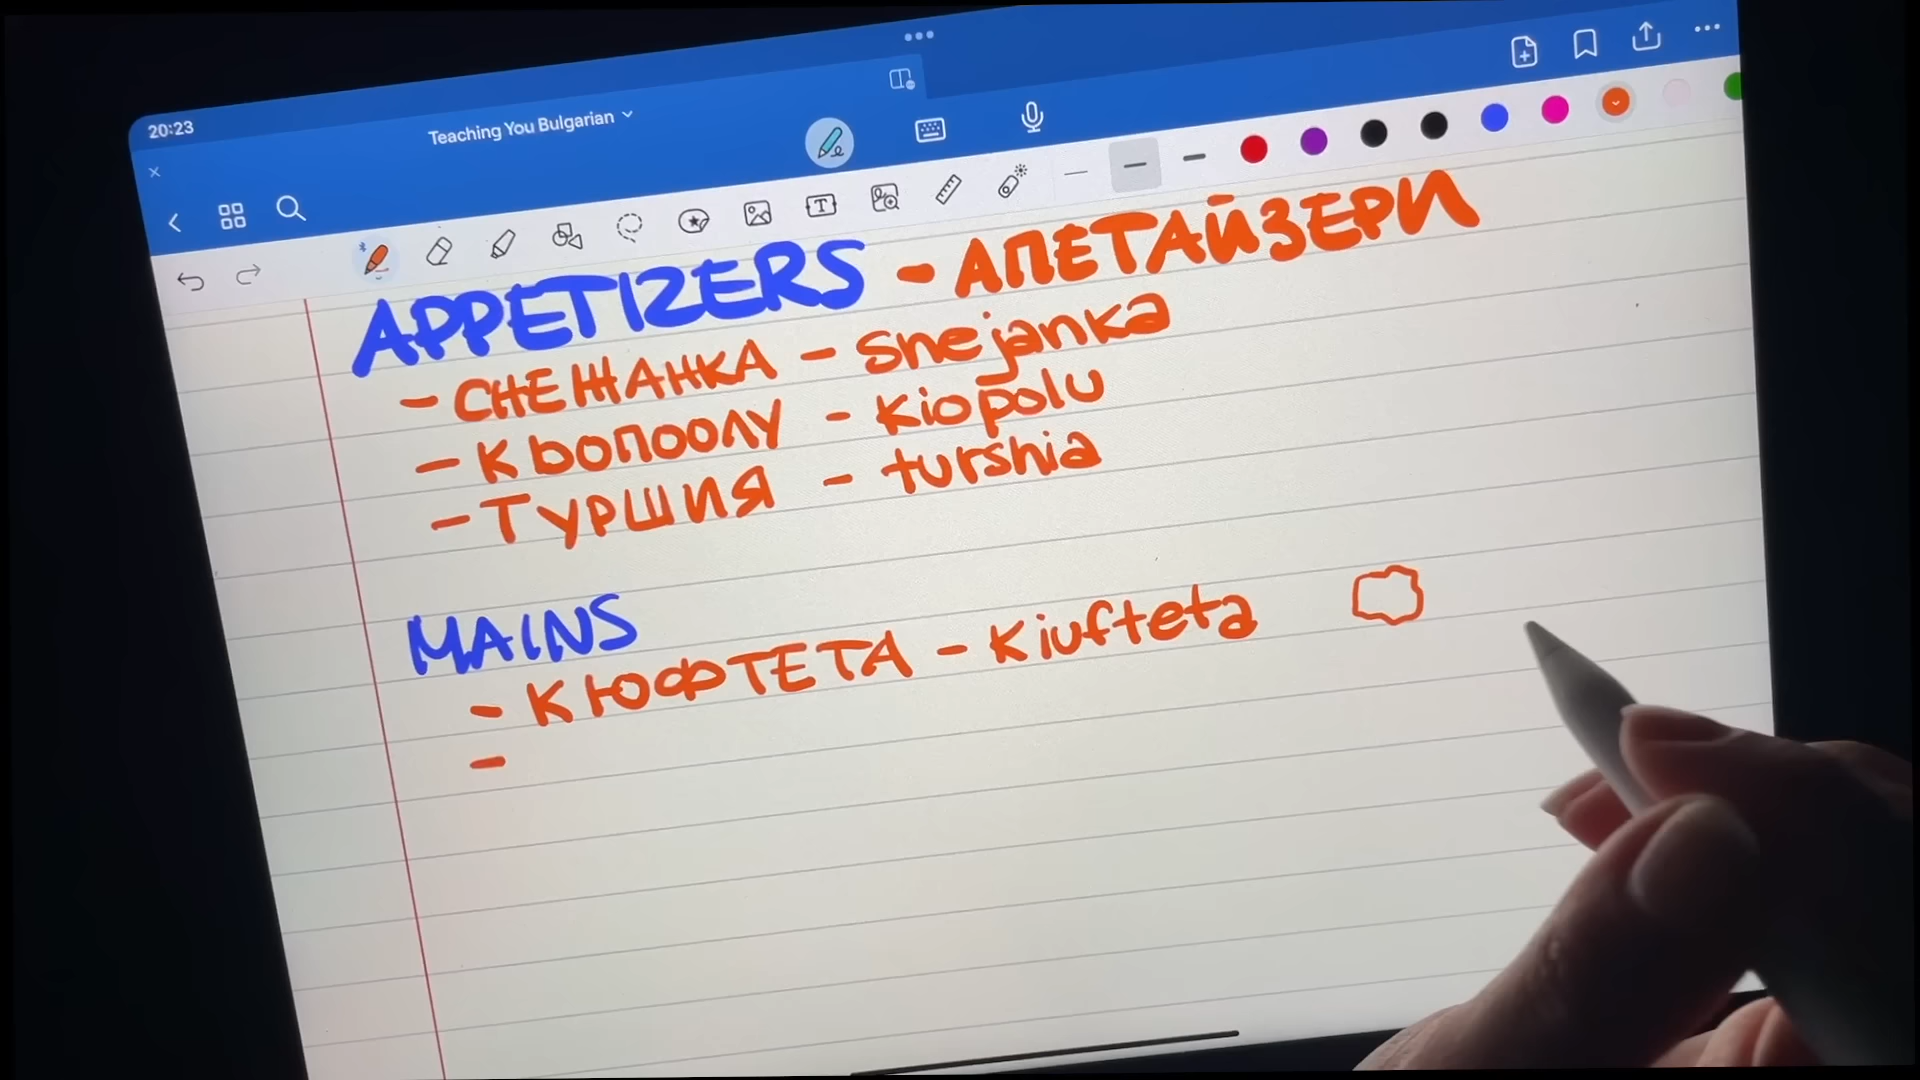 20:23
Teaching You Bulgarian
APPETIZERS - АПЕТАЙЗЕРИ
- СНЕЖАНКА - Snejanka
- КЬОПООЛУ - Kiopolu
- ТУРШИЯ - turshia
MAINS
- КЮФТЕТА - Kiufteta
-